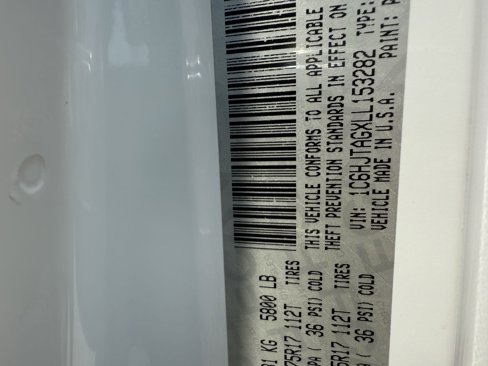 KG 5800 LB
75R17 112T TIRES
( 36 PSI) COLD
5R17 112T TIRES
( 36 PSI) COLD
THIS VEHICLE CONFORMS TO ALL APPLICABLE
THEFT PREVENTION STANDARDS IN EFFECT ON
VIN: 1C6HJTAGXLL153282 TYPE:
VEHICLE MADE IN U.S.A. PAINT: